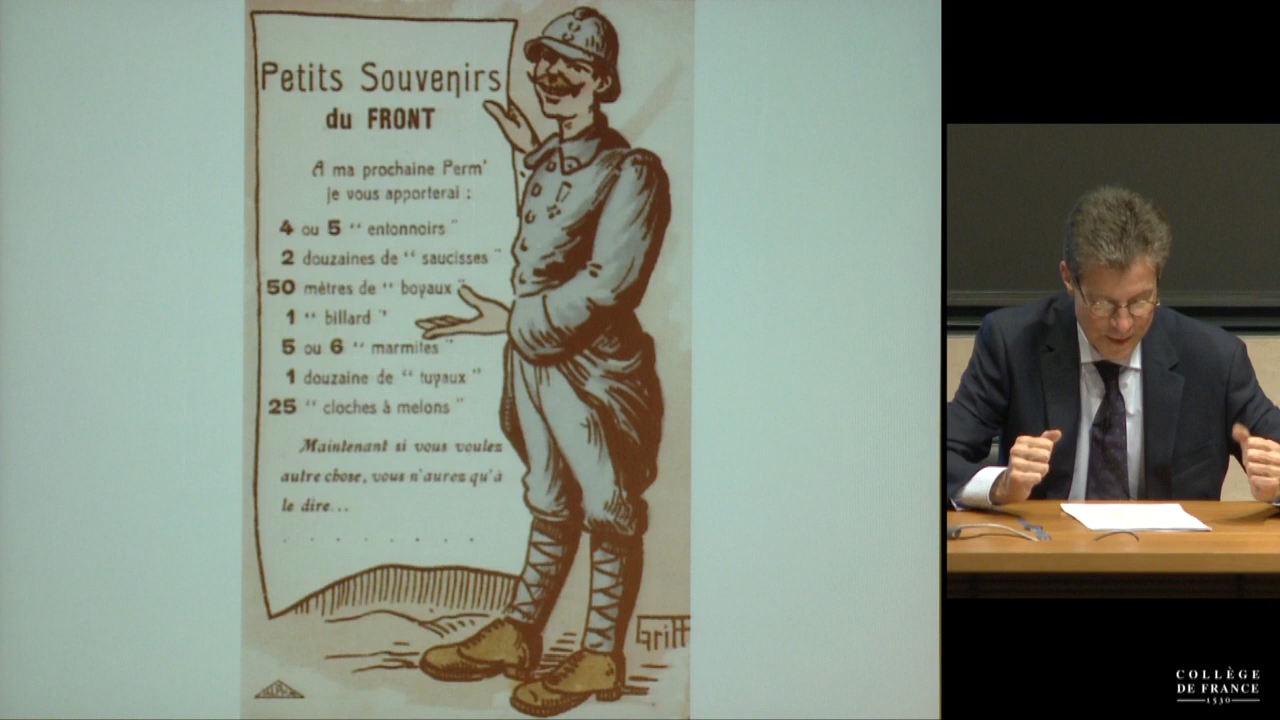 Petits Souvenirs
du FRONT
A ma prochaine Perm'
je vous apporterai :
4 ou 5 “ entonnoirs ”
2 douzaines de “ saucisses ”
50 mètres de “ boyaux ”
1 “ billard ”
5 ou 6 “ marmites ”
1 douzaine de “ tuyaux ”
25 “ cloches à melons ”
Maintenant si vous voulez
autre chose, vous n'aurez qu'à
le dire...
. . . . . . . .
Griff
COLLÈGE
DE FRANCE
1530